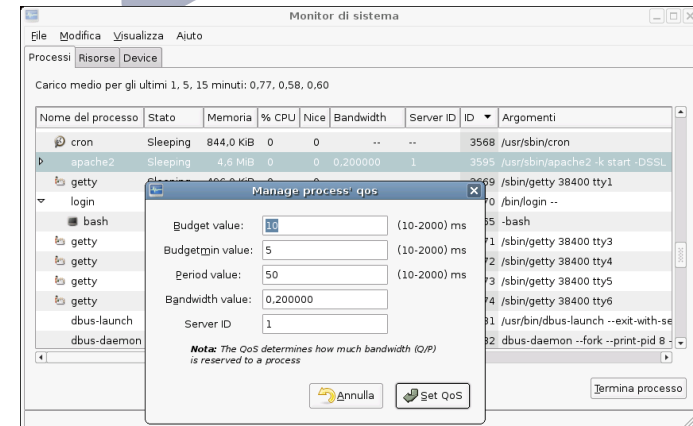 Monitor di sistema
File Modifica Visualizza Aiuto
Processi Risorse Device
Carico medio per gli ultimi 1, 5, 15 minuti: 0,77, 0,58, 0,60
Nome del processo Stato Memoria % CPU Nice Bandwidth Server ID ID Argomenti
cron Sleeping 844,0 KiB 0 0 -- -- 3568 /usr/sbin/cron
apache2 Sleeping 4,6 MiB 0 0 0,200000 1 3595 /usr/sbin/apache2 -k start -DSSL
getty /sbin/getty 38400 tty1
login /bin/login --
bash -bash
getty /sbin/getty 38400 tty3
getty /sbin/getty 38400 tty4
getty /sbin/getty 38400 tty5
getty /sbin/getty 38400 tty6
dbus-launch /usr/bin/dbus-launch --exit-with-se
dbus-daemon dbus-daemon --fork --print-pid 8 -
Termina processo
Manage process' qos
Budget value: 10 (10-2000) ms
Budgetmin value: 5 (10-2000) ms
Period value: 50 (10-2000) ms
Bandwidth value: 0,200000
Server ID 1
Nota: The QoS determines how much bandwidth (Q/P)
is reserved to a process
Annulla Set QoS